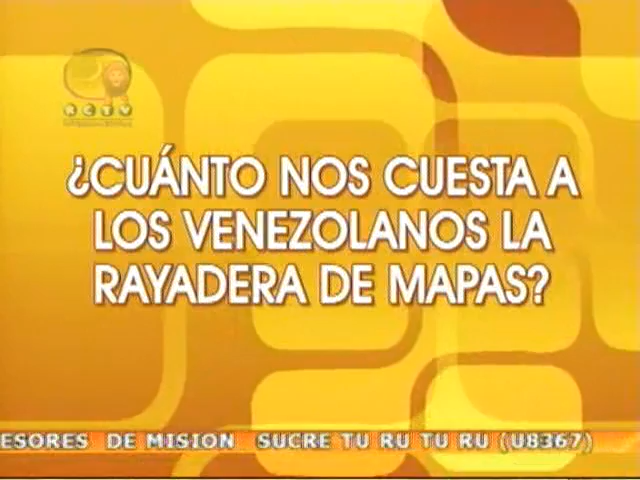 RCTV
¿CUÁNTO NOS CUESTA A
LOS VENEZOLANOS LA
RAYADERA DE MAPAS?
ESORES DE MISION SUCRE TU RU TU RU (U8367)